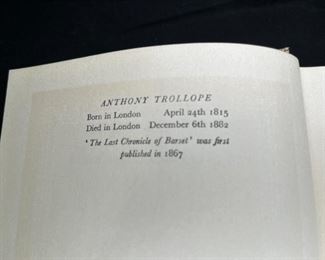 ANTHONY TROLLOPE
Born in London April 24th 1815
Died in London December 6th 1882
‘The Last Chronicle of Barset’ was first
published in 1867